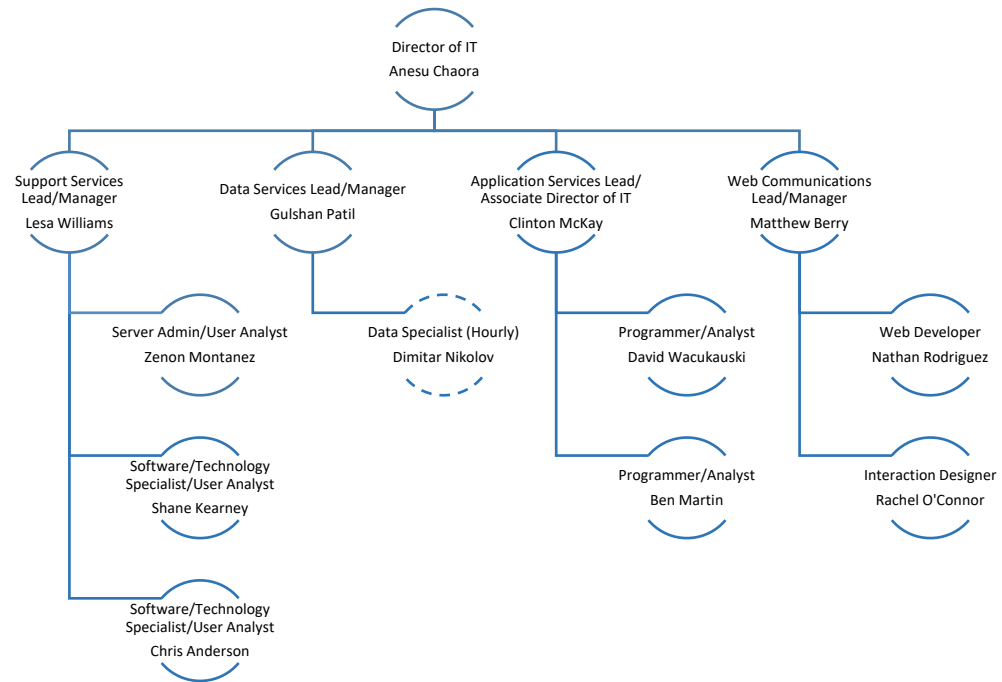 Director of IT
Anesu Chaora
Support Services
Lead/Manager
Lesa Williams
Data Services Lead/Manager
Gulshan Patil
Application Services Lead/
Associate Director of IT
Clinton McKay
Web Communications
Lead/Manager
Matthew Berry
Server Admin/User Analyst
Zenon Montanez
Data Specialist (Hourly)
Dimitar Nikolov
Programmer/Analyst
David Wacukauski
Web Developer
Nathan Rodriguez
Software/Technology
Specialist/User Analyst
Shane Kearney
Programmer/Analyst
Ben Martin
Interaction Designer
Rachel O'Connor
Software/Technology
Specialist/User Analyst
Chris Anderson